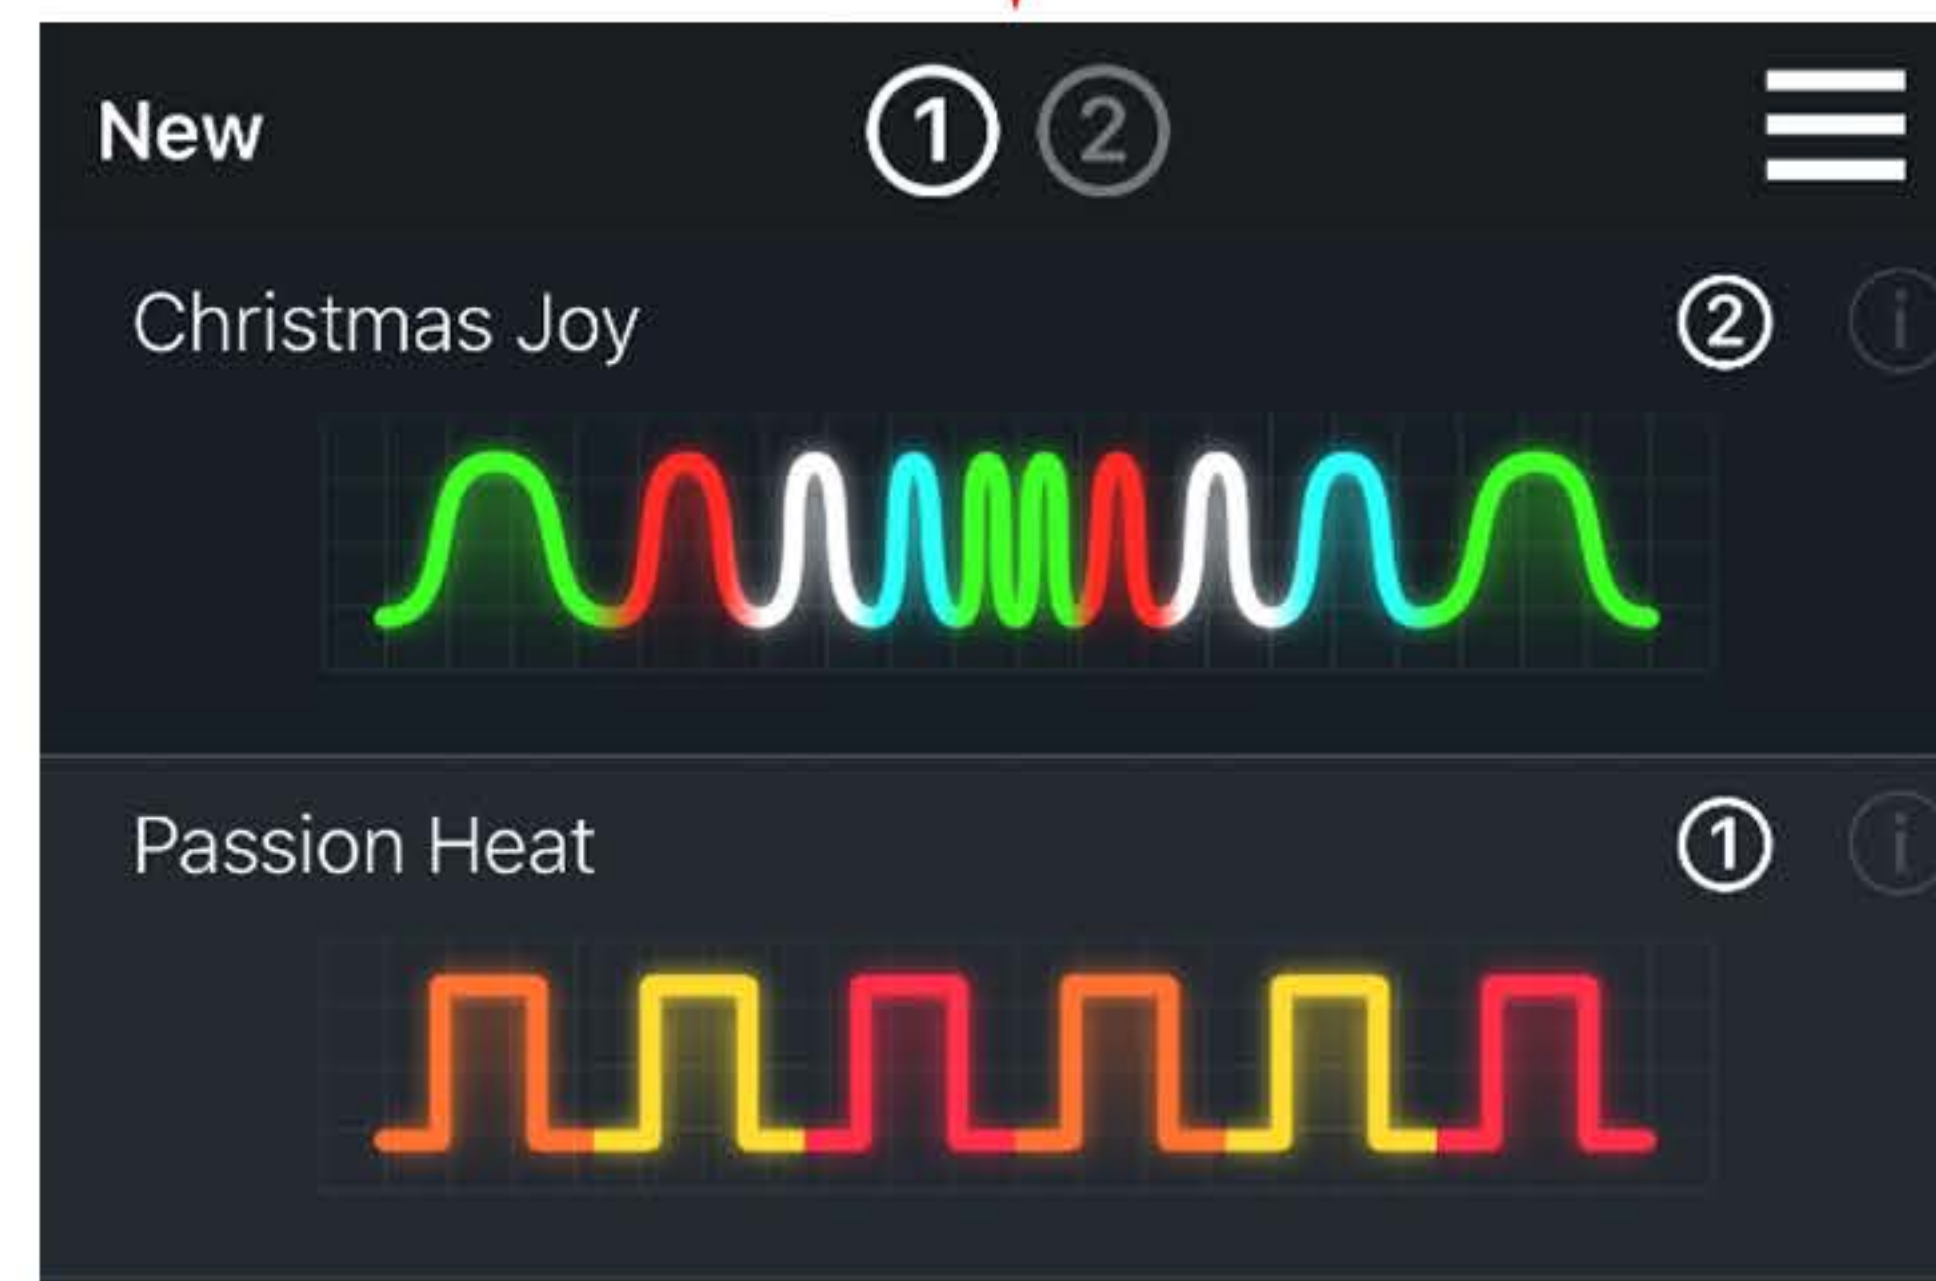 New ① ②
Christmas Joy ② i
Passion Heat ① i